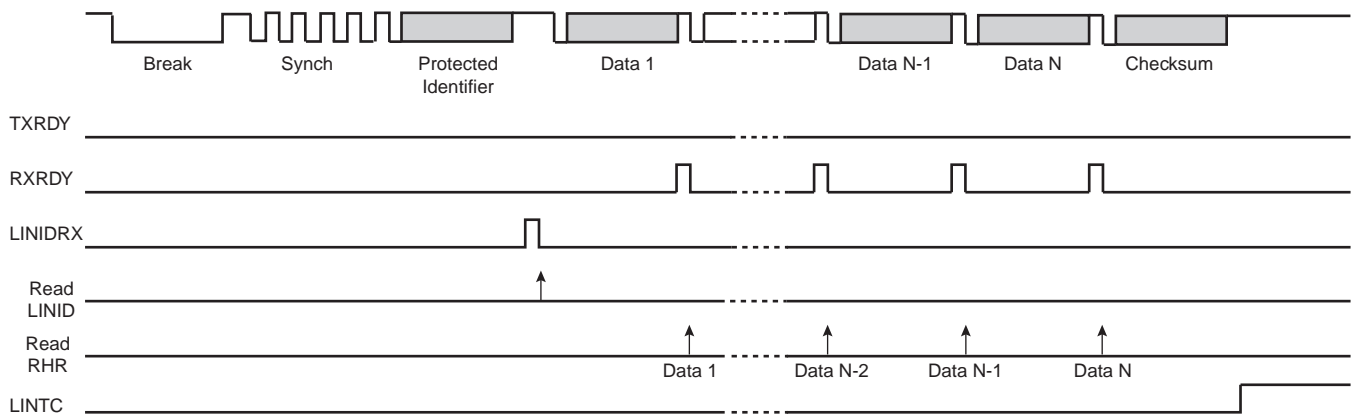 Break
Synch
Protected
Identifier
Data 1
Data N-1
Data N
Checksum
TXRDY
RXRDY
LINIDRX
Read
LINID
Read
RHR
Data 1
Data N-2
Data N-1
Data N
LINTC